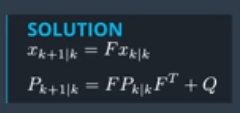 SOLUTION
x_{k+1|k} = Fx_{k|k}
P_{k+1|k} = FP_{k|k}F^T + Q